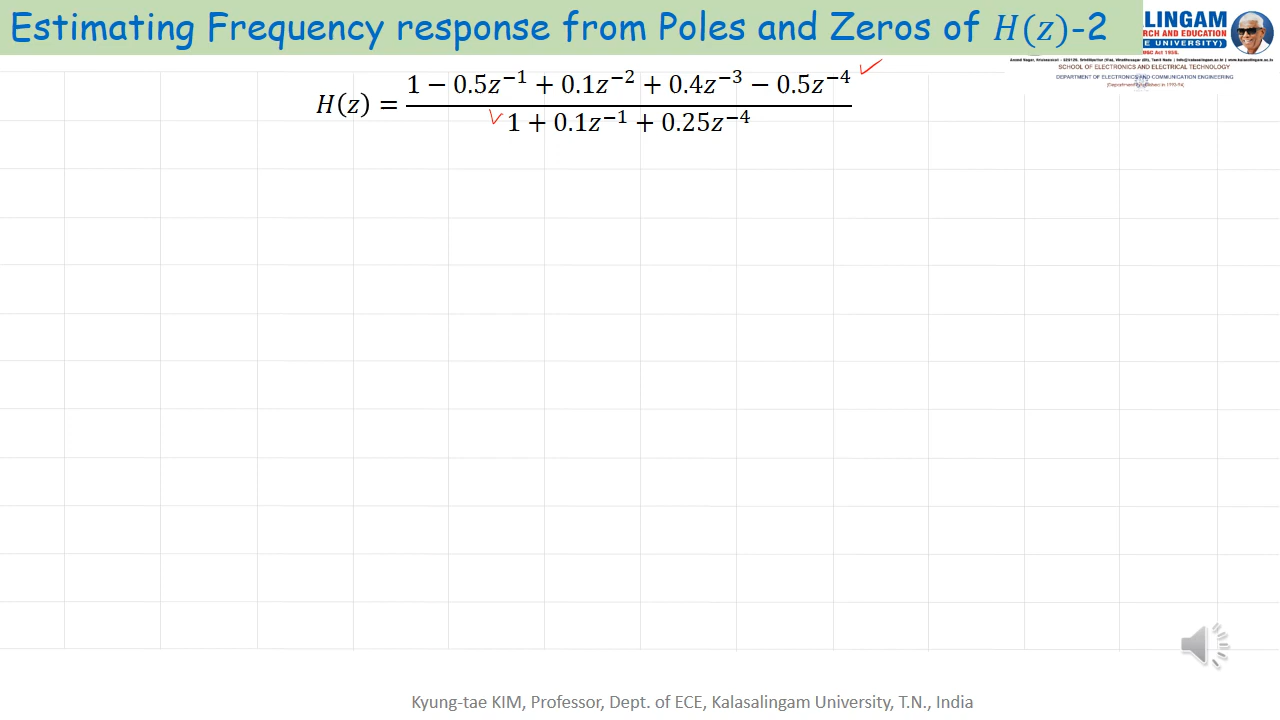 Estimating Frequency response from Poles and Zeros of H(z)-2
LINGAM
RCH AND EDUCATION
E UNIVERSITY)
SCHOOL OF ELECTRONICS AND ELECTRICAL TECHNOLOGY
DEPARTMENT OF ELECTRONICS AND COMMUNICATION ENGINEERING
1 − 0.5z⁻¹ + 0.1z⁻² + 0.4z⁻³ − 0.5z⁻⁴
H(z) =
1 + 0.1z⁻¹ + 0.25z⁻⁴
Kyung-tae KIM, Professor, Dept. of ECE, Kalasalingam University, T.N., India